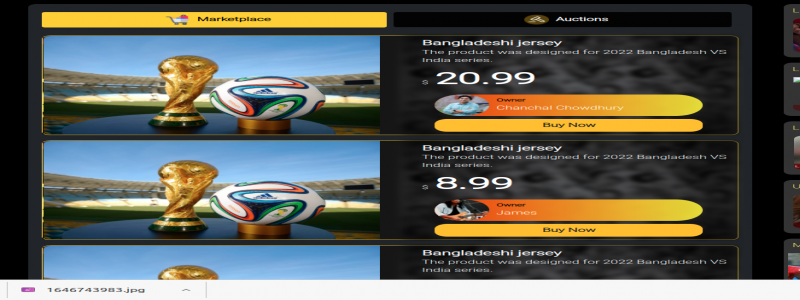 Marketplace
Auctions
Bangladeshi jersey
The product was designed for 2022 Bangladesh VS
India series.
$ 20.99
Owner
Chanchal Chowdhury
Buy Now
Bangladeshi jersey
The product was designed for 2022 Bangladesh VS
India series.
$ 8.99
Owner
James
Buy Now
Bangladeshi jersey
The product was designed for 2022 Bangladesh VS
India series.
1646743983.jpg